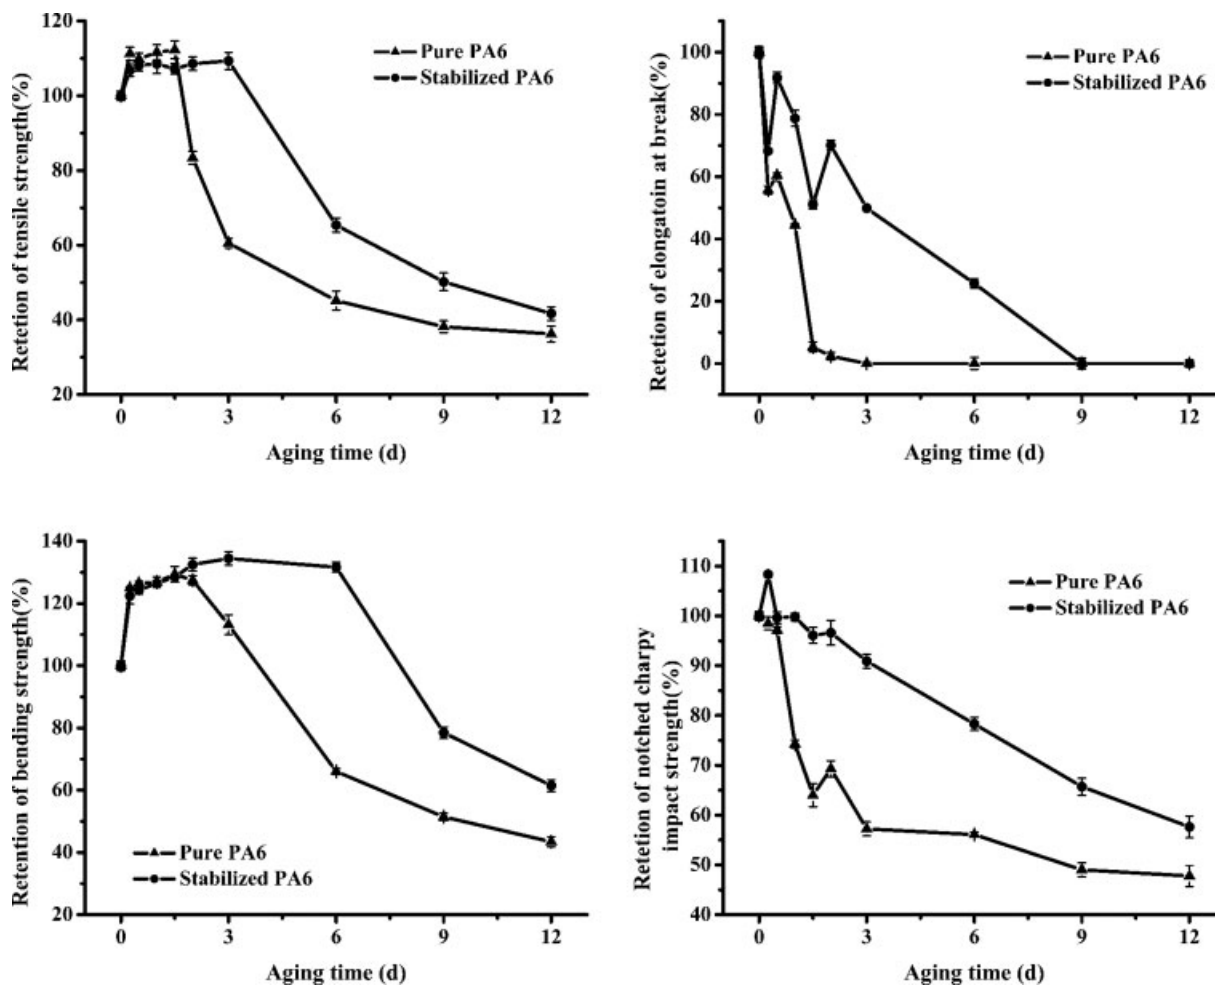 120
100
80
60
40
20
Retetion of tensile strength(%)
Pure PA6
Stabilized PA6
0 3 6 9 12
Aging time (d)
100
80
60
40
20
0
Retetion of elongatoin at break(%)
Pure PA6
Stabilized PA6
0 3 6 9 12
Aging time (d)
140
120
100
80
60
40
20
Retention of bending strength(%)
Pure PA6
Stabilized PA6
0 3 6 9 12
Aging time (d)
110
100
90
80
70
60
50
40
Retetion of notched charpy
impact strength(%)
Pure PA6
Stabilized PA6
0 3 6 9 12
Aging time (d)